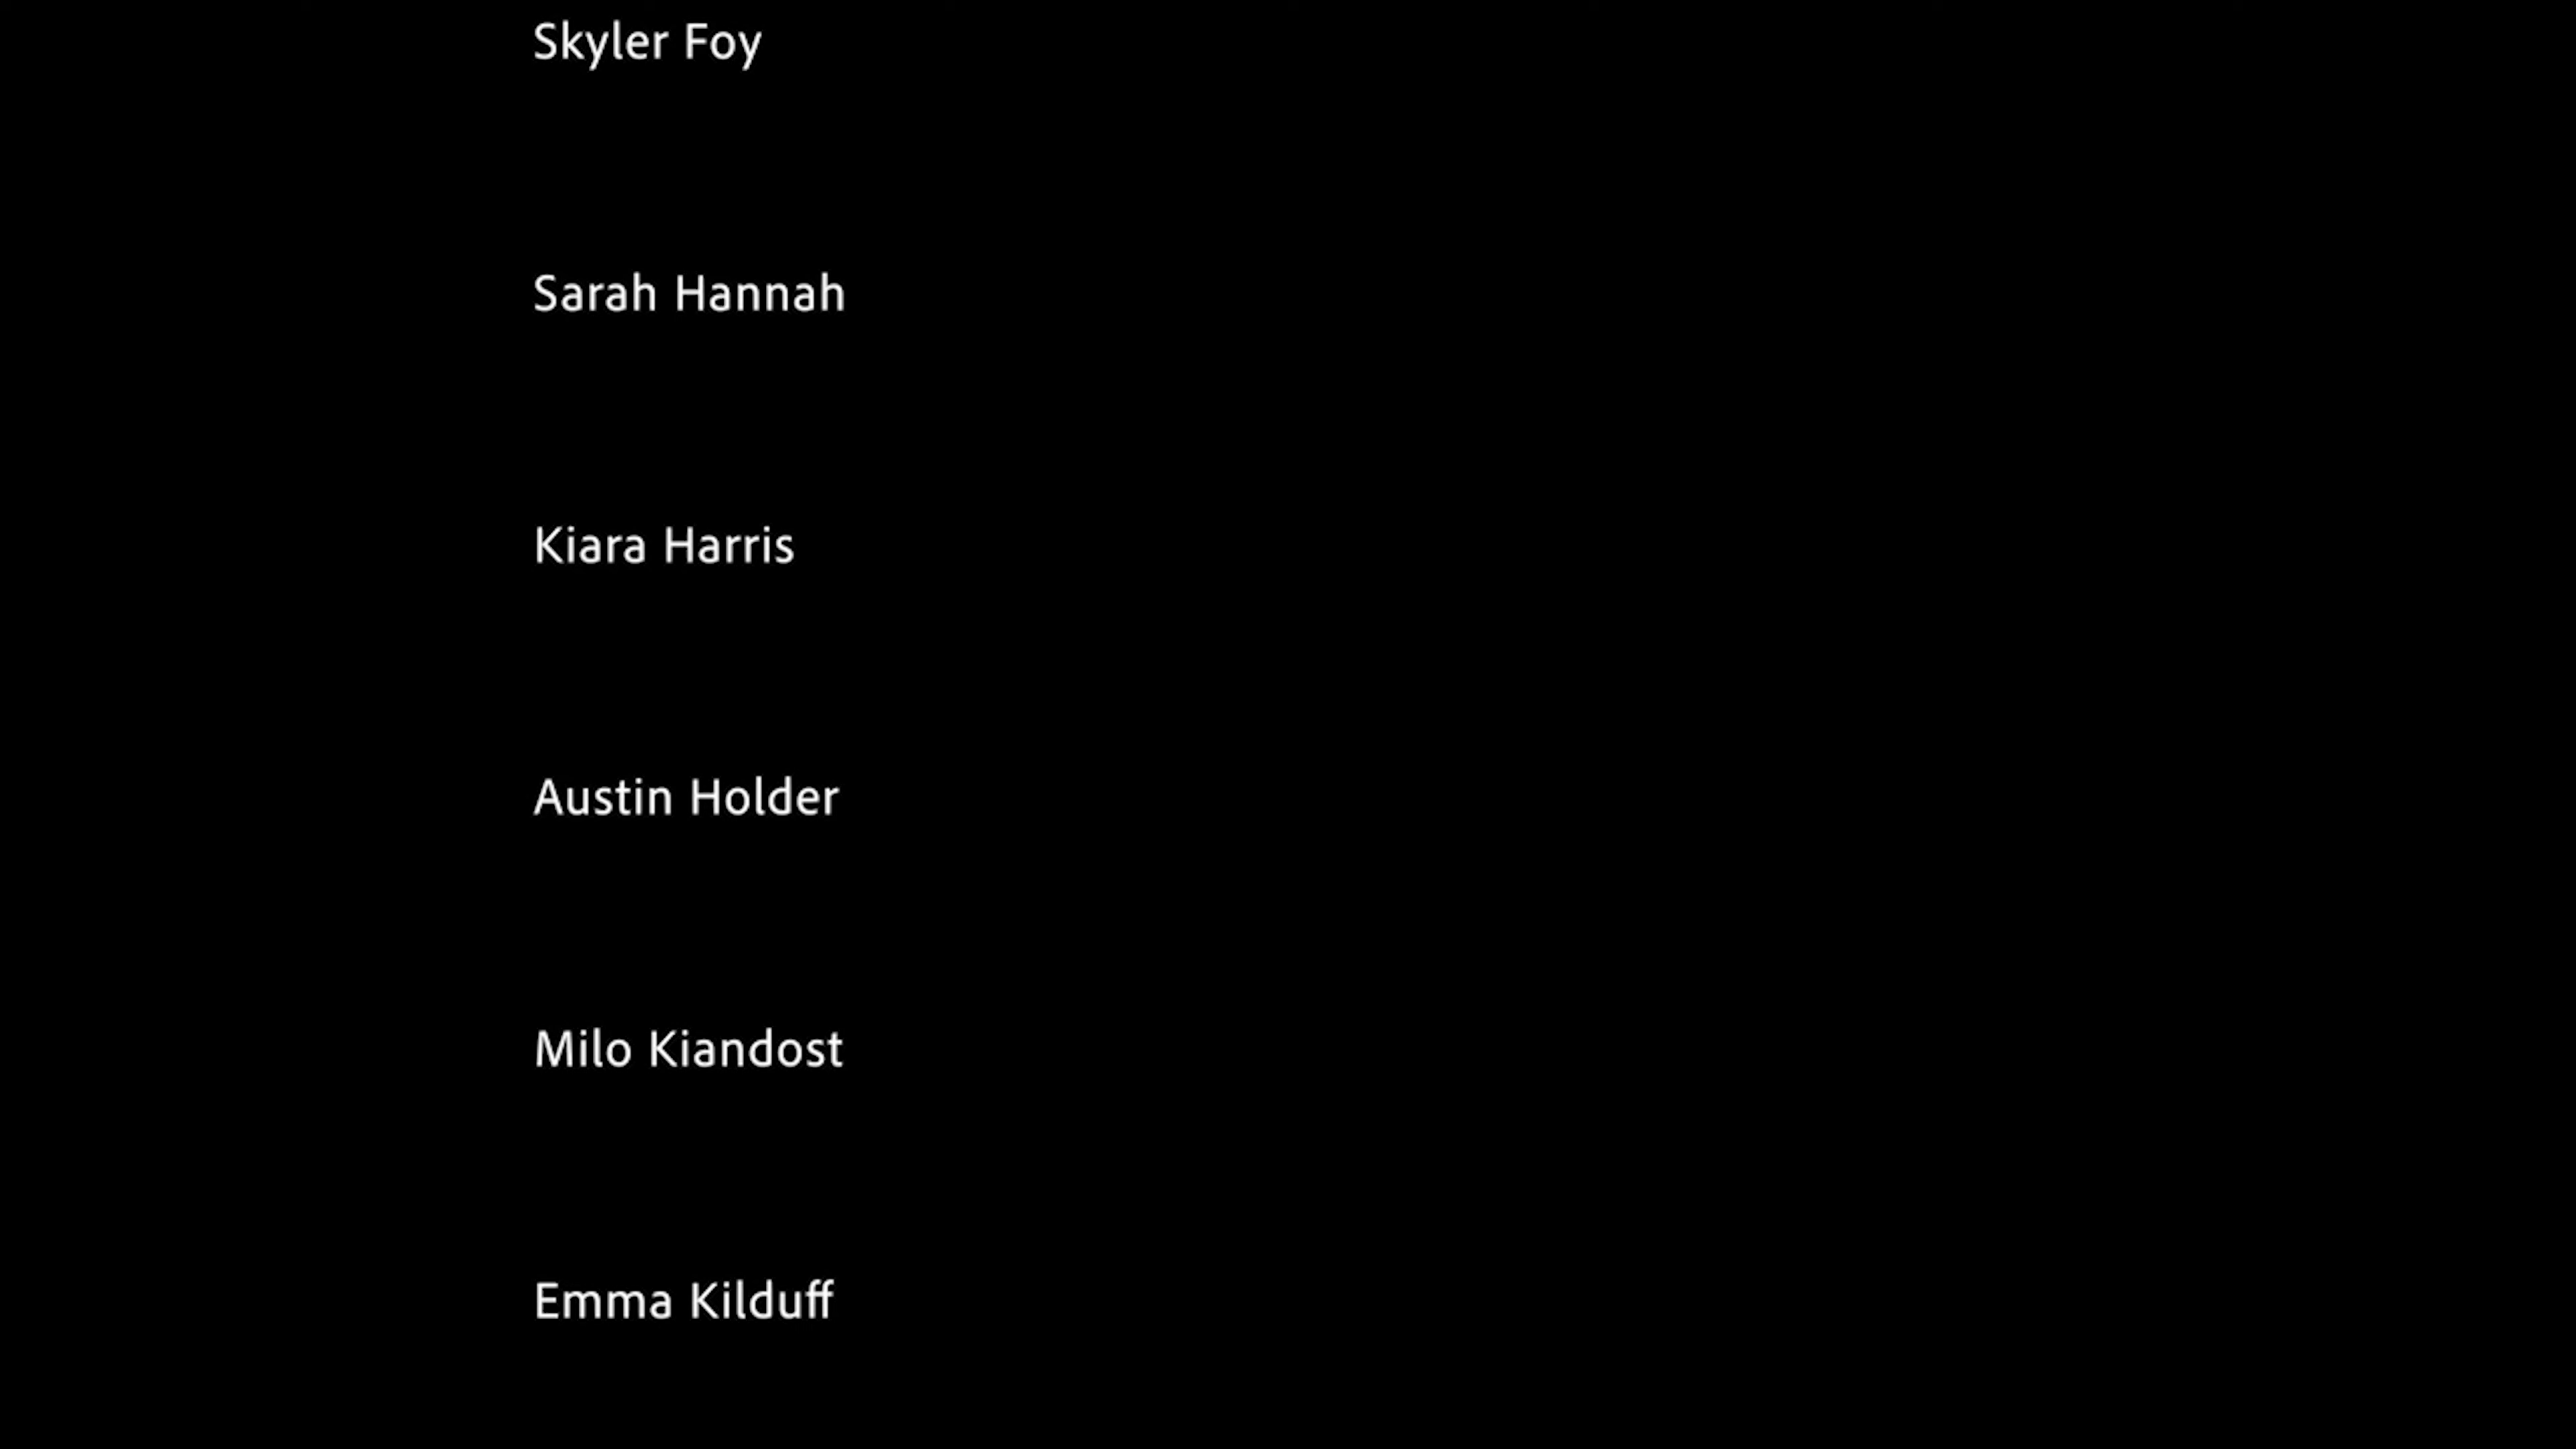 Skyler Foy
Sarah Hannah
Kiara Harris
Austin Holder
Milo Kiandost
Emma Kilduff